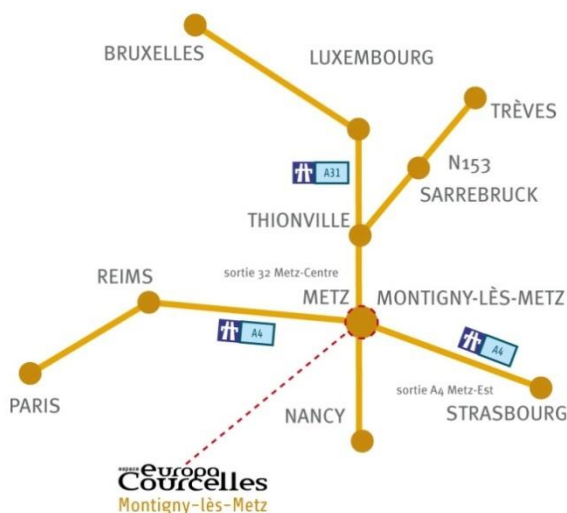 BRUXELLES
LUXEMBOURG
TRÈVES
A31
N153
SARREBRUCK
THIONVILLE
sortie 32 Metz-Centre
REIMS
METZ
MONTIGNY-LÈS-METZ
A4
A4
sortie A4 Metz-Est
PARIS
NANCY
STRASBOURG
espace europa
Courcelles
Montigny-lès-Metz